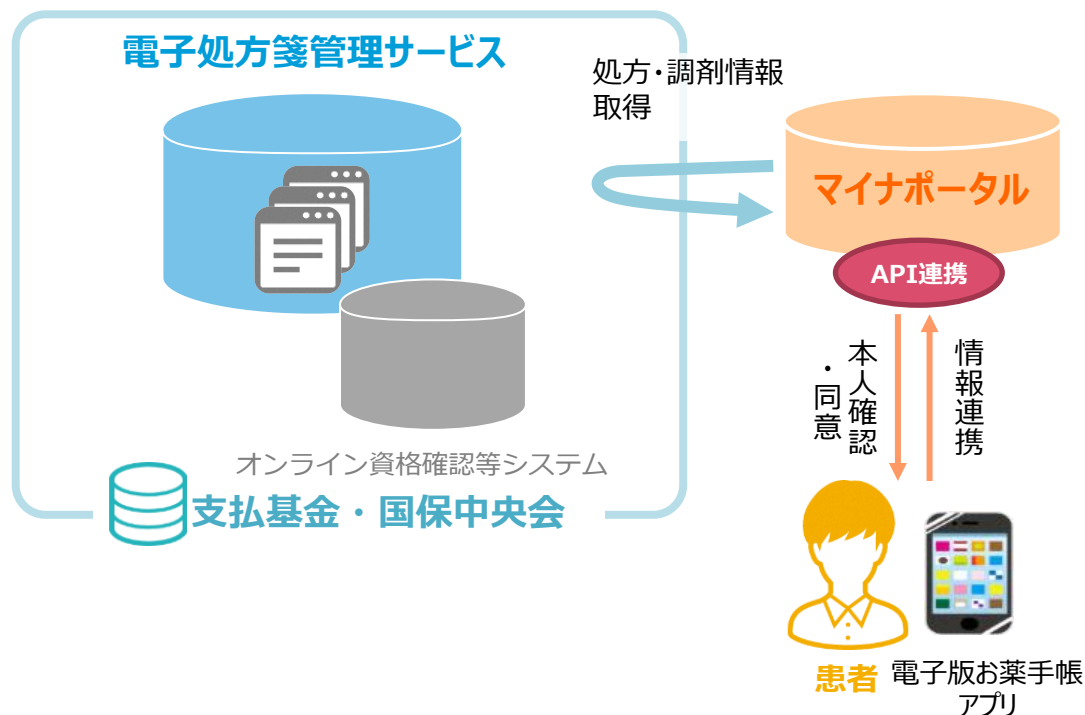 電子処方箋管理サービス
処方・調剤情報
取得
マイナポータル
API連携
本人確認
・同意
情報連携
オンライン資格確認等システム
支払基金・国保中央会
患者
電子版お薬手帳
アプリ